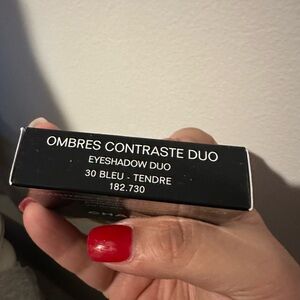 OMBRES CONTRASTE DUO
EYESHADOW DUO
30 BLEU - TENDRE
182.730